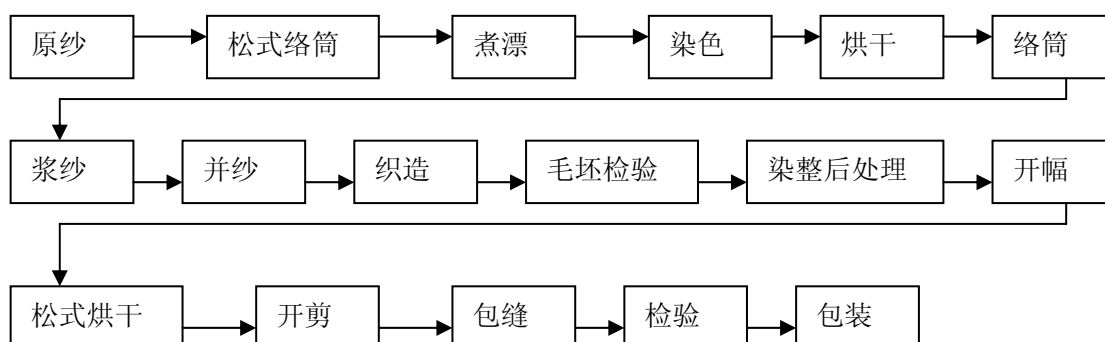 原纱 松式络筒 煮漂 染色 烘干 络筒
浆纱 并纱 织造 毛坯检验 染整后处理 开幅
松式烘干 开剪 包缝 检验 包装